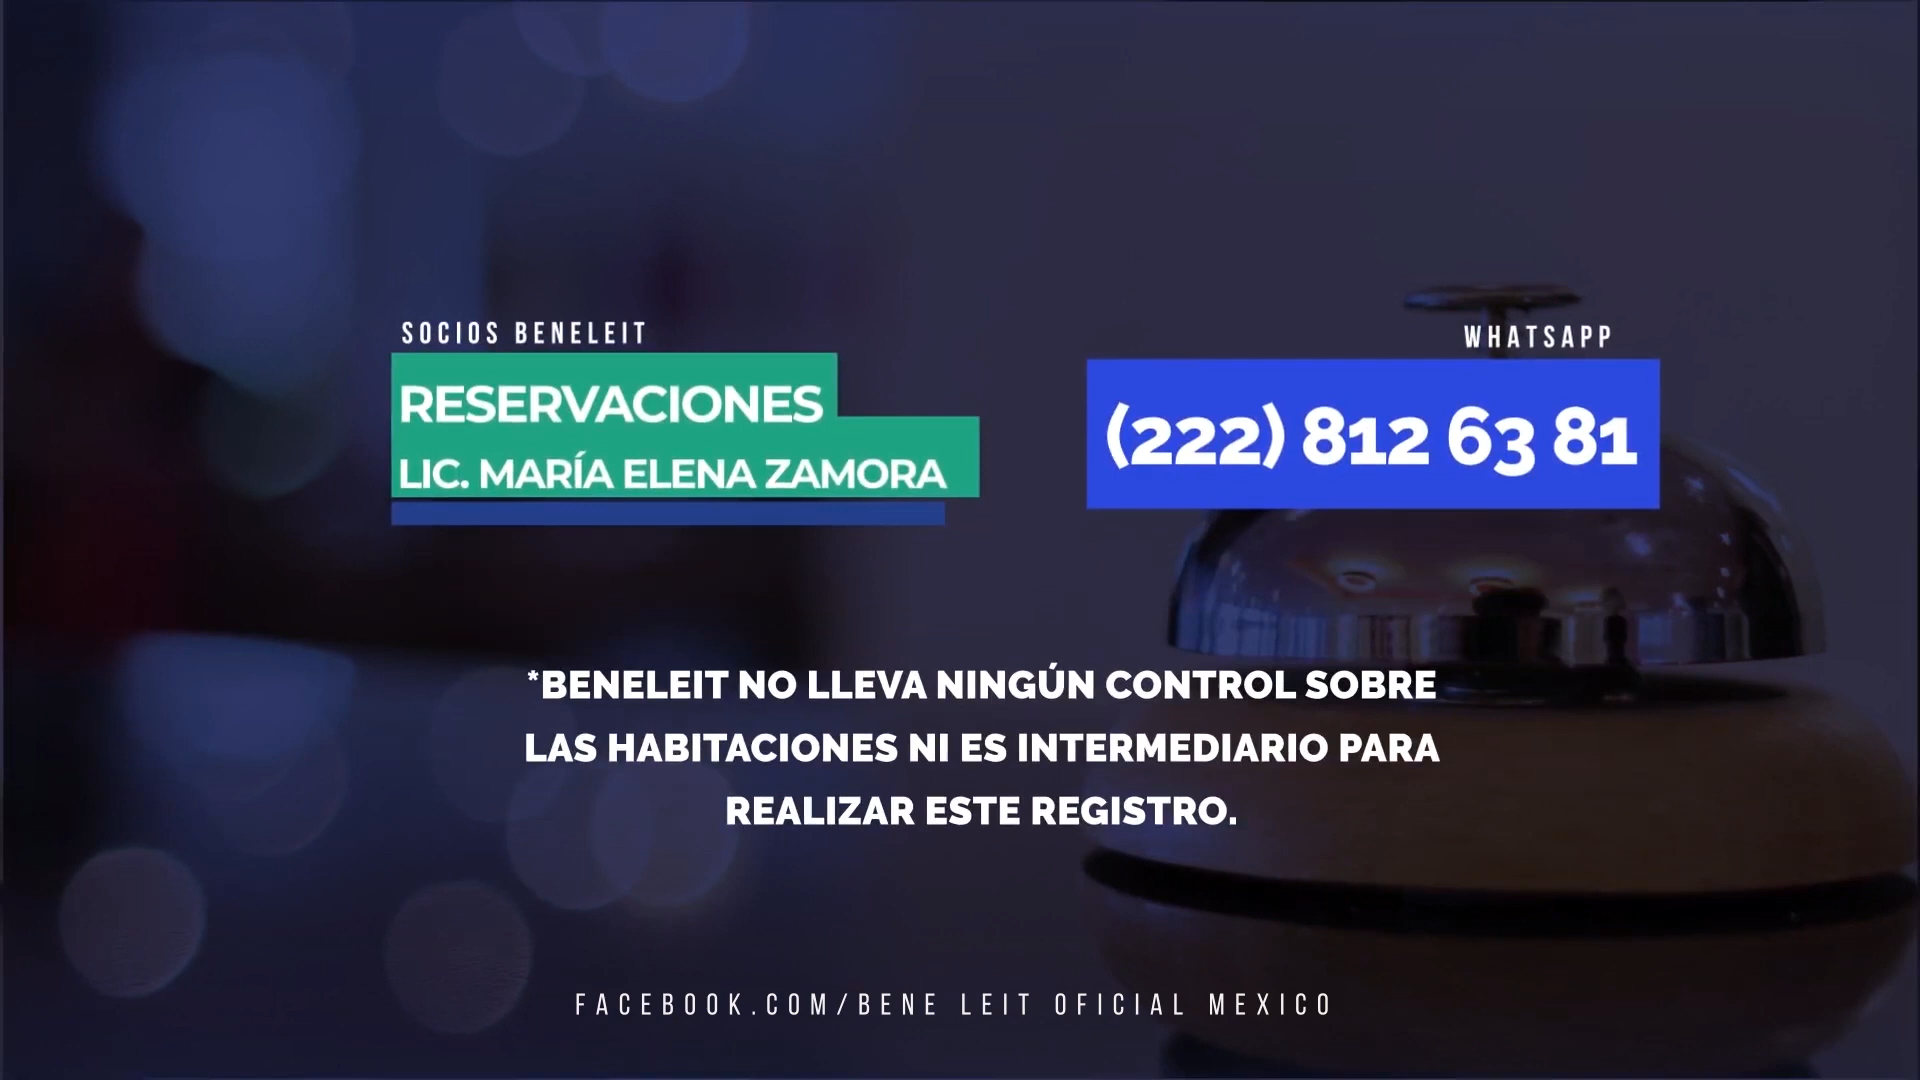 SOCIOS BENELEIT
RESERVACIONES
LIC. MARÍA ELENA ZAMORA
WHATSAPP
(222) 812 63 81
*BENELEIT NO LLEVA NINGÚN CONTROL SOBRE
LAS HABITACIONES NI ES INTERMEDIARIO PARA
REALIZAR ESTE REGISTRO.
FACEBOOK.COM/BENE LEIT OFICIAL MEXICO